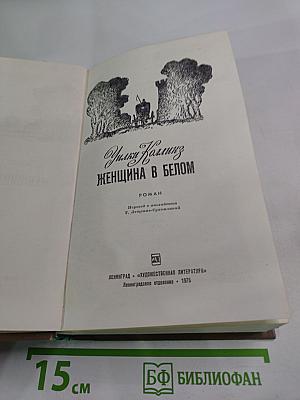 Уилки Коллинз
ЖЕНЩИНА В БЕЛОМ
РОМАН
Перевод с английского
Т. Лещенко-Сухомлиной
ЛЕНИНГРАД • «ХУДОЖЕСТВЕННАЯ ЛИТЕРАТУРА»
Ленинградское отделение • 1975
15 см
БФ БИБЛИОФАН